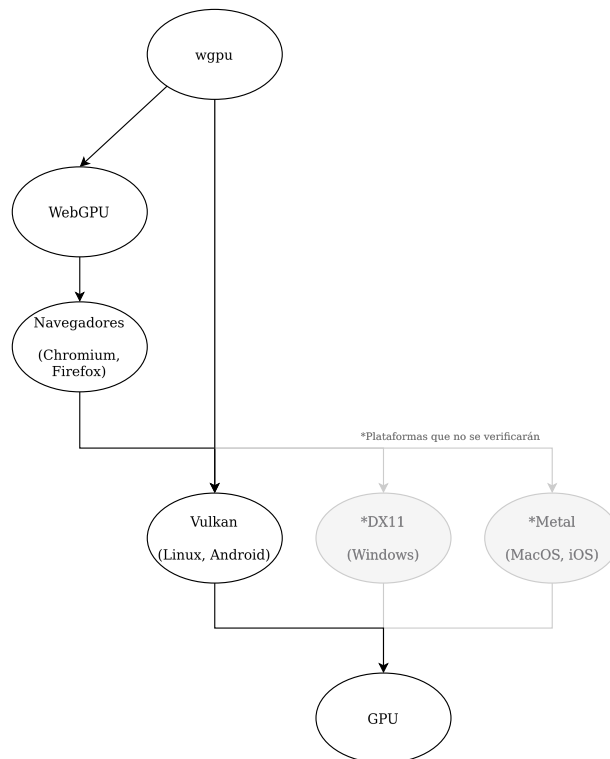 wgpu
WebGPU
Navegadores
(Chromium,
Firefox)
*Plataformas que no se verificarán
Vulkan
(Linux, Android)
*DX11
(Windows)
*Metal
(MacOS, iOS)
GPU